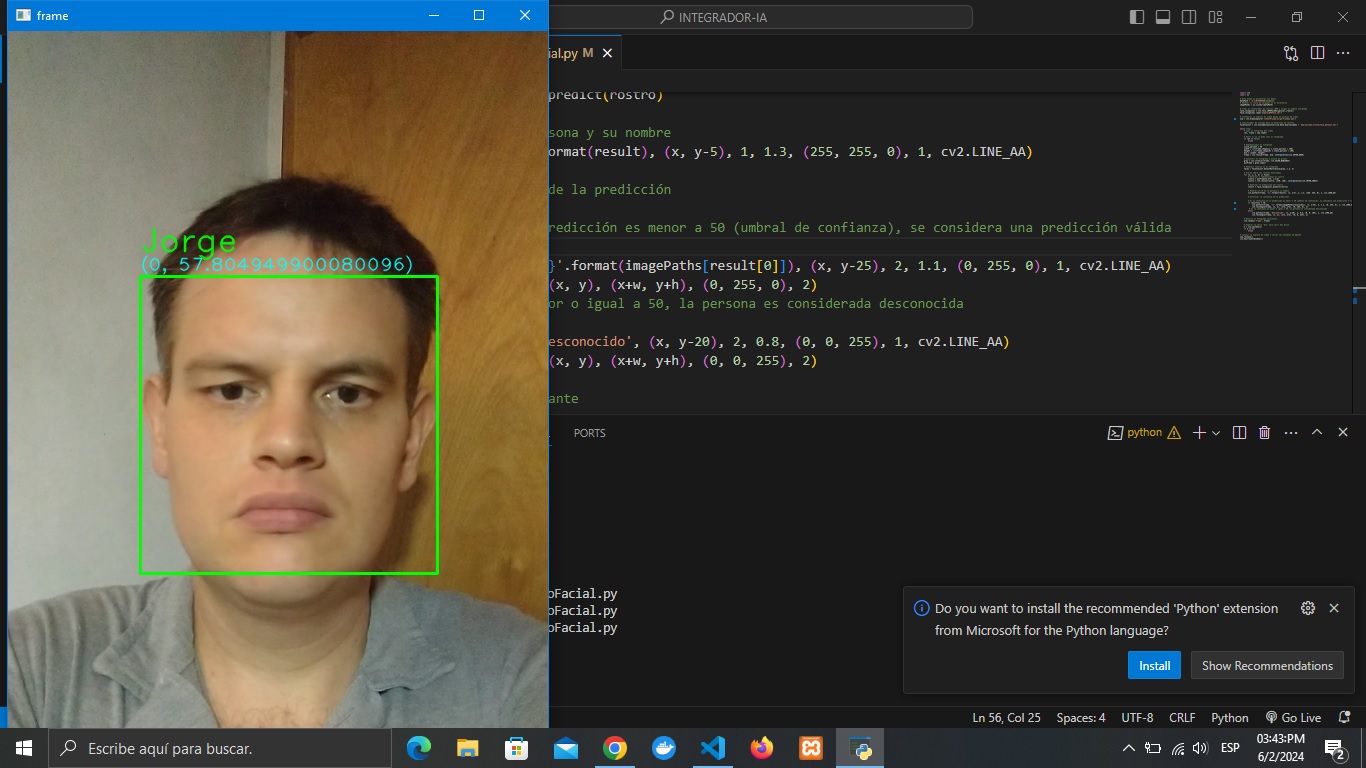 frame
INTEGRADOR-IA
ial.py M
predict(rostro)
sona y su nombre
ormat(result), (x, y-5), 1, 1.3, (255, 255, 0), 1, cv2.LINE_AA)
de la predicción
redicción es menor a 50 (umbral de confianza), se considera una predicción válida
}'.format(imagePaths[result[0]]), (x, y-25), 2, 1.1, (0, 255, 0), 1, cv2.LINE_AA)
(x, y), (x+w, y+h), (0, 255, 0), 2)
or o igual a 50, la persona es considerada desconocida
esconocido', (x, y-20), 2, 0.8, (0, 0, 255), 1, cv2.LINE_AA)
(x, y), (x+w, y+h), (0, 0, 255), 2)
ante
Jorge
(0, 57.804949900080096)
PORTS
python
oFacial.py
oFacial.py
oFacial.py
Do you want to install the recommended 'Python' extension
from Microsoft for the Python language?
Install
Show Recommendations
Ln 56, Col 25
Spaces: 4
UTF-8
CRLF
Python
Go Live
Escribe aquí para buscar.
ESP
03:43PM
6/2/2024
2